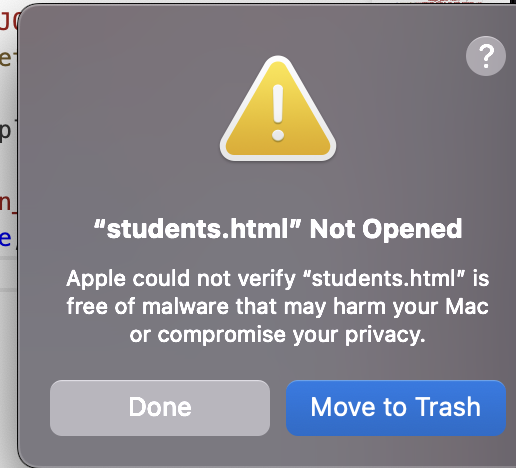 ?
“students.html” Not Opened
Apple could not verify “students.html” is
free of malware that may harm your Mac
or compromise your privacy.
Done
Move to Trash